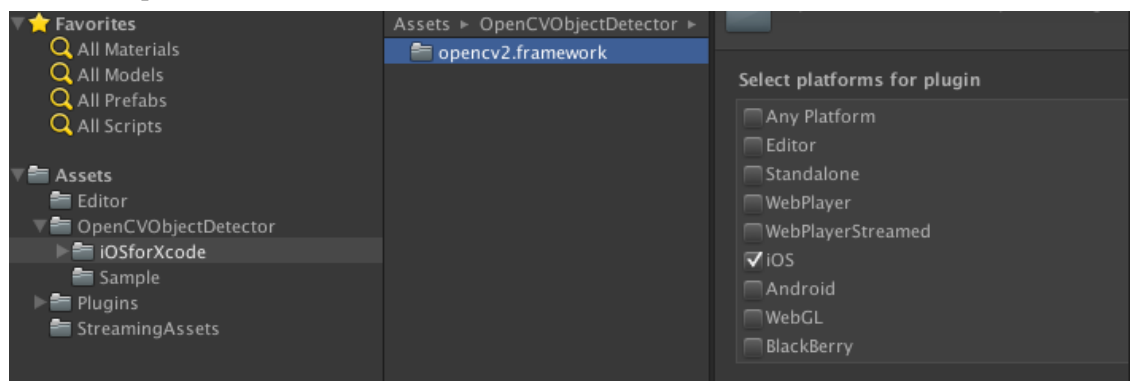 Favorites
All Materials
All Models
All Prefabs
All Scripts
Assets
Editor
OpenCVObjectDetector
iOSforXcode
Sample
Plugins
StreamingAssets
Assets ▸ OpenCVObjectDetector ▸
opencv2.framework
Select platforms for plugin
Any Platform
Editor
Standalone
WebPlayer
WebPlayerStreamed
iOS
Android
WebGL
BlackBerry